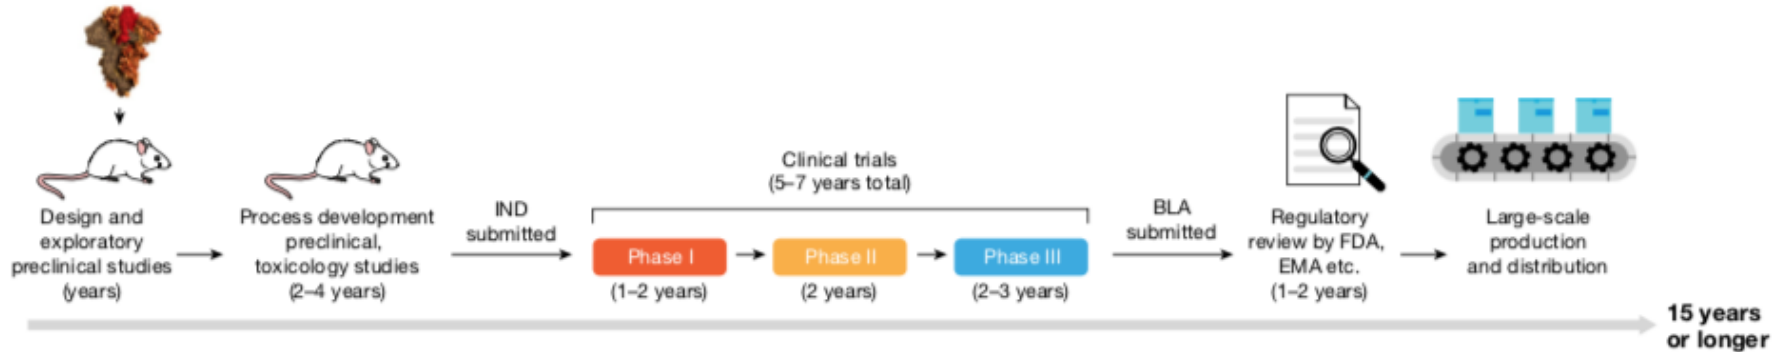 Design and
exploratory
preclinical studies
(years)
Process development
preclinical,
toxicology studies
(2–4 years)
IND
submitted
Clinical trials
(5–7 years total)
Phase I
(1–2 years)
Phase II
(2 years)
Phase III
(2–3 years)
BLA
submitted
Regulatory
review by FDA,
EMA etc.
(1–2 years)
Large-scale
production
and distribution
15 years
or longer